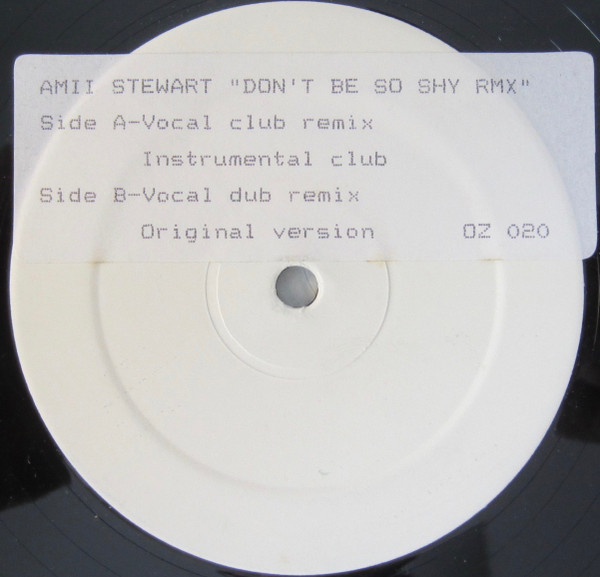 AMII STEWART "DON'T BE SO SHY RMX"
Side A-Vocal club remix
Instrumental club
Side B-Vocal dub remix
Original version OZ 020